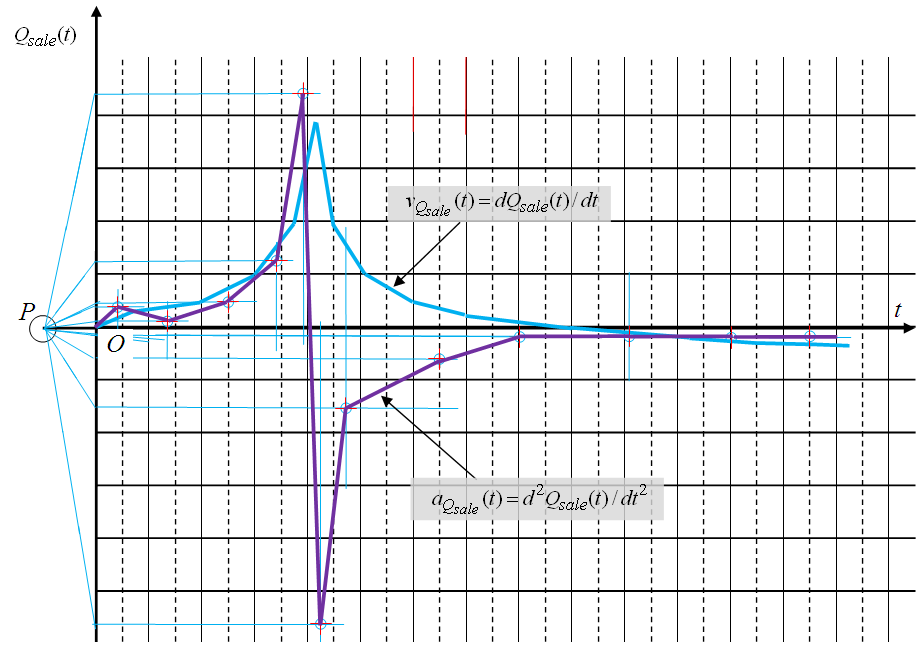 Q_sale(t)
v_Qsale(t) = dQ_sale(t)/dt
P
t
O
a_Qsale(t) = d²Q_sale(t)/dt²